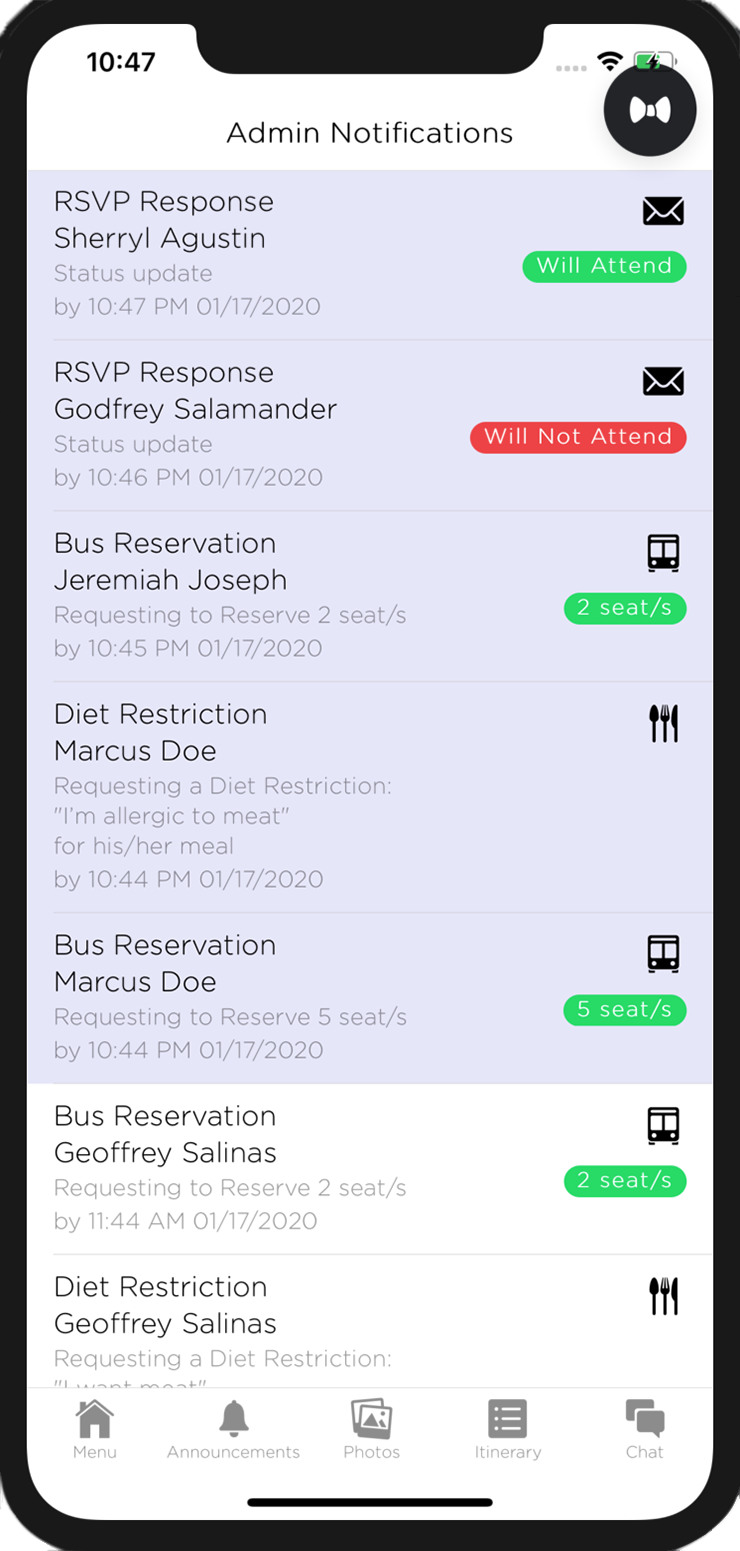 10:47
Admin Notifications
RSVP Response
Sherryl Agustin
Status update
Will Attend
by 10:47 PM 01/17/2020
RSVP Response
Godfrey Salamander
Status update
Will Not Attend
by 10:46 PM 01/17/2020
Bus Reservation
Jeremiah Joseph
Requesting to Reserve 2 seat/s
2 seat/s
by 10:45 PM 01/17/2020
Diet Restriction
Marcus Doe
Requesting a Diet Restriction:
"I'm allergic to meat"
for his/her meal
by 10:44 PM 01/17/2020
Bus Reservation
Marcus Doe
Requesting to Reserve 5 seat/s
5 seat/s
by 10:44 PM 01/17/2020
Bus Reservation
Geoffrey Salinas
Requesting to Reserve 2 seat/s
2 seat/s
by 11:44 AM 01/17/2020
Diet Restriction
Geoffrey Salinas
Requesting a Diet Restriction:
"I want meat"
Menu
Announcements
Photos
Itinerary
Chat